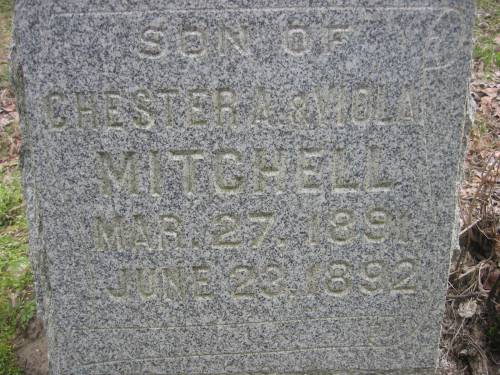 SON OF
CHESTER A & VIOLA
MITCHELL
MAR. 27. 1891
JUNE 23. 1892